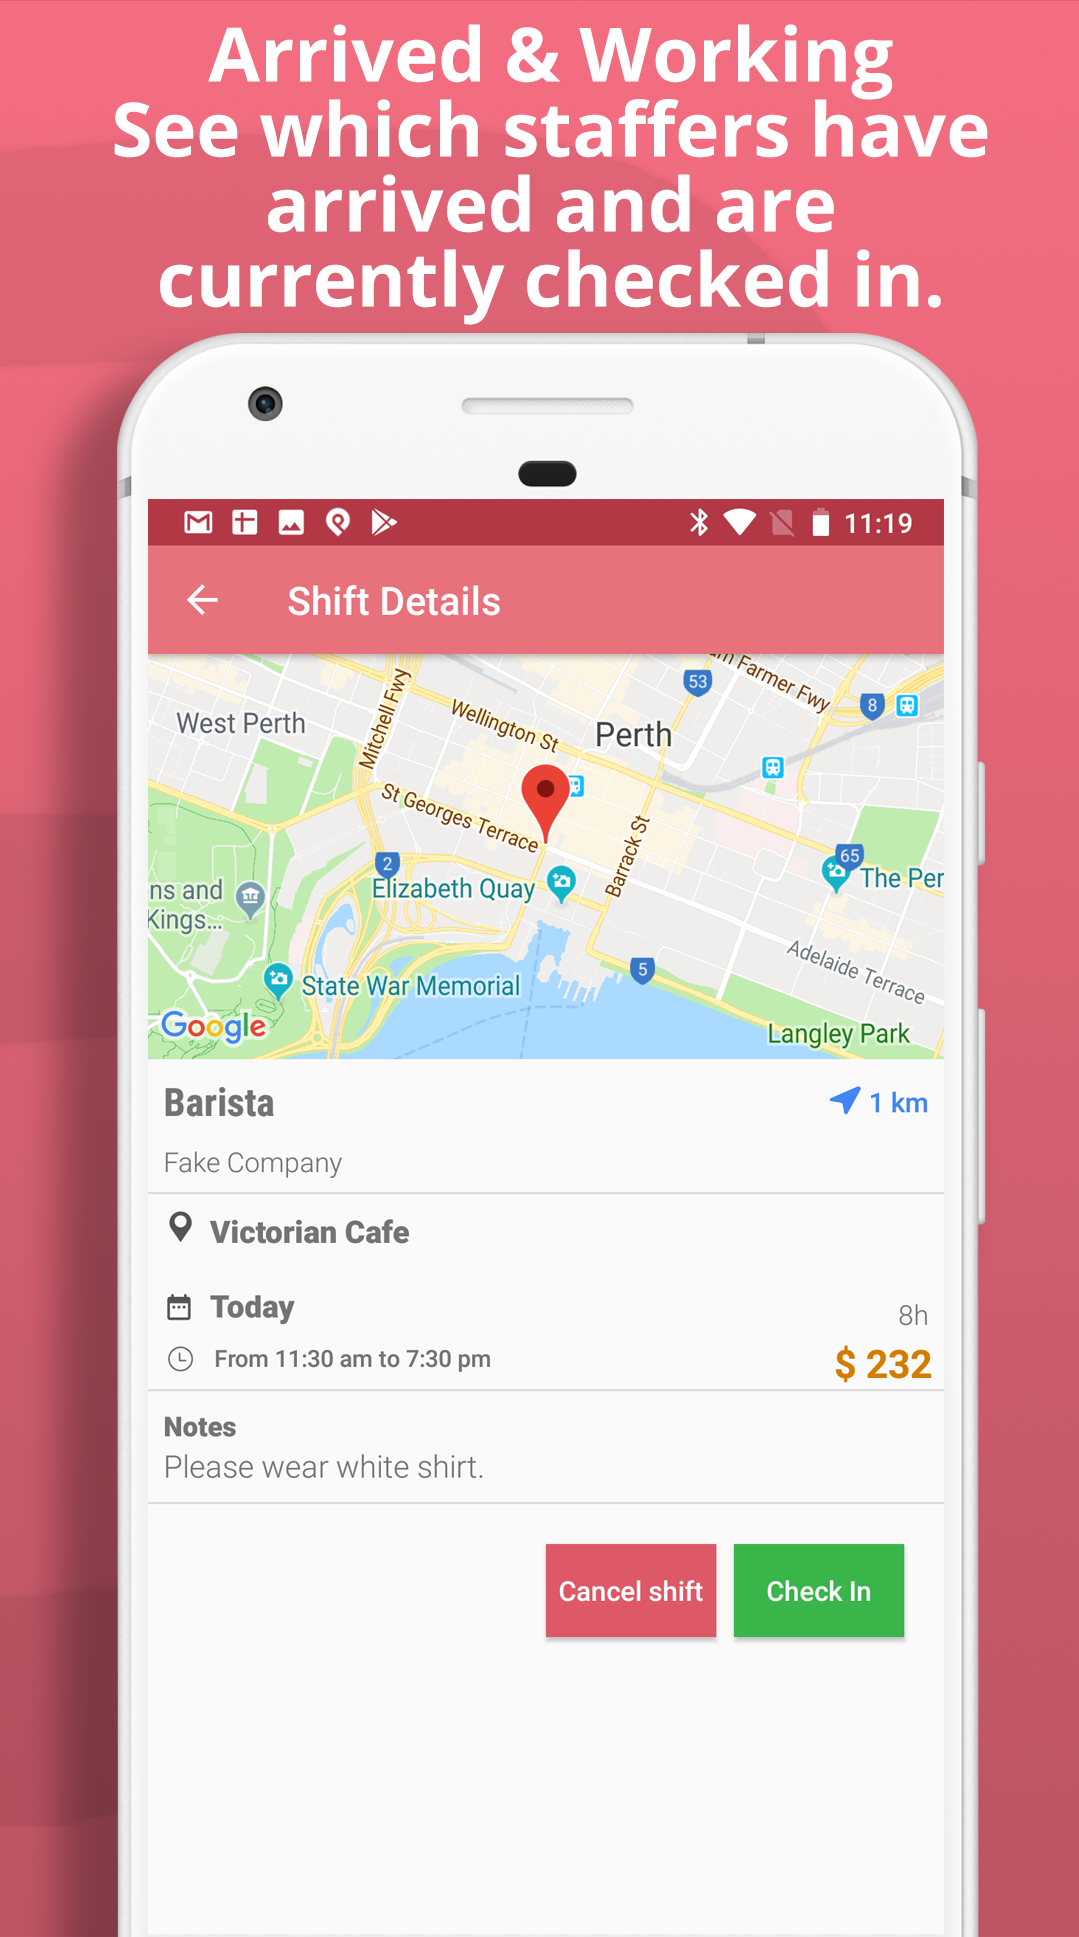 Arrived & Working
See which staffers have
arrived and are
currently checked in.
11:19
Shift Details
Farmer Fwy
53
8
West Perth
Mitchell Fwy
Wellington St
Perth
St Georges Terrace
Barrack St
2
65
Elizabeth Quay
The Per
ns and
Kings...
Adelaide Terrace
5
State War Memorial
Google
Langley Park
Barista
1 km
Fake Company
Victorian Cafe
Today
8h
From 11:30 am to 7:30 pm
$ 232
Notes
Please wear white shirt.
Cancel shift
Check In